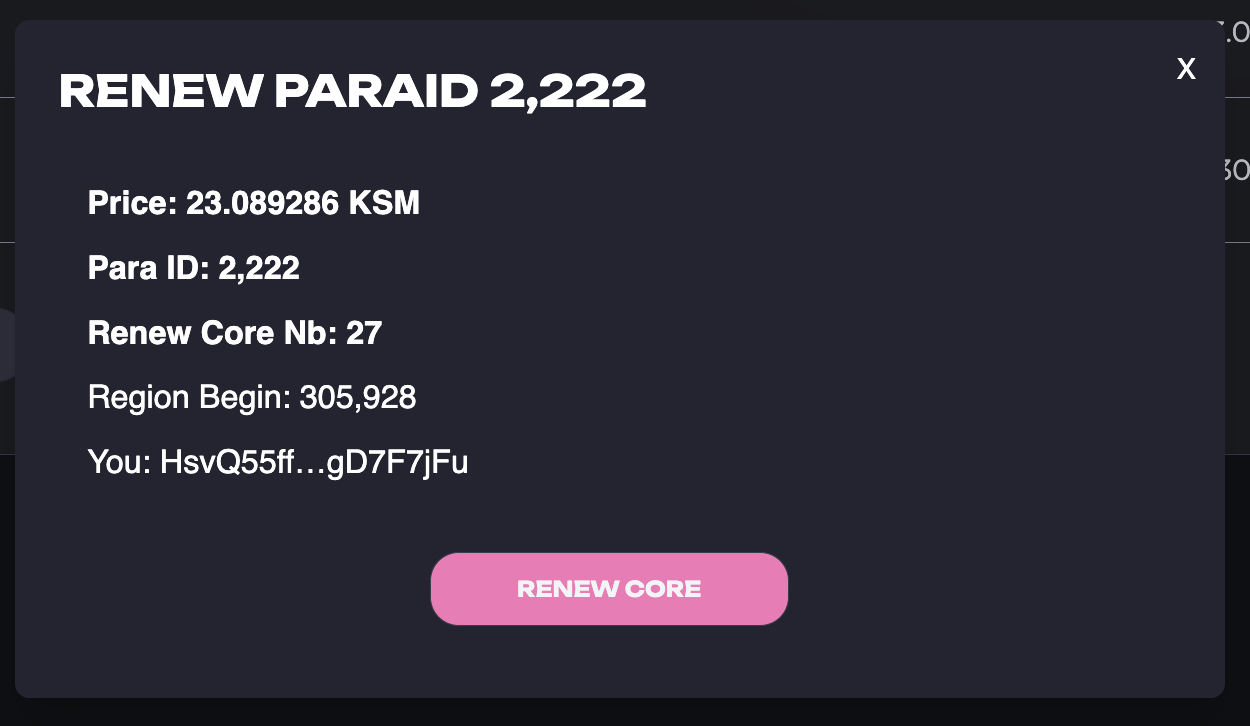 RENEW PARAID 2,222
X
Price: 23.089286 KSM
Para ID: 2,222
Renew Core Nb: 27
Region Begin: 305,928
You: HsvQ55ff…gD7F7jFu
RENEW CORE